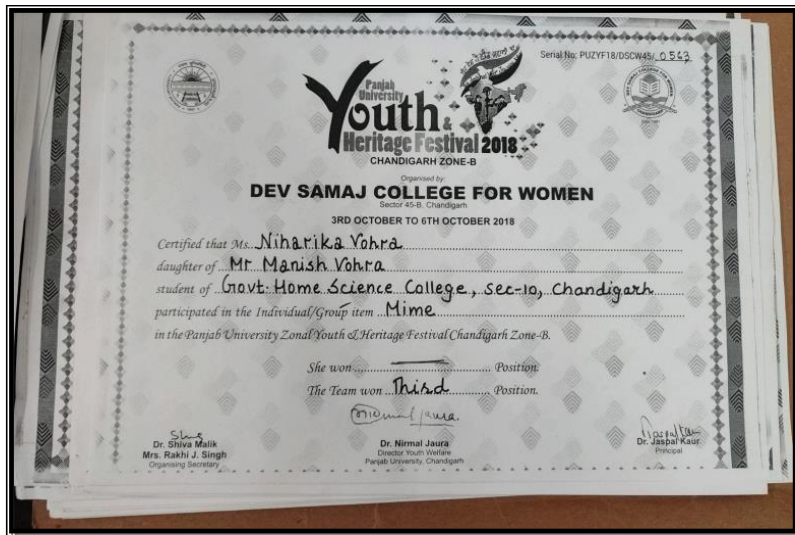 Serial No: PUZYF18/DSCW45/ 0563
Panjab
University
Youth &
Heritage Festival 2018
CHANDIGARH ZONE-B
Organised by:
DEV SAMAJ COLLEGE FOR WOMEN
Sector 45-B, Chandigarh
3RD OCTOBER TO 6TH OCTOBER 2018
Certified that Ms. Niharika Vohra
daughter of Mr Manish Vohra
student of Govt. Home Science College, Sec-10, Chandigarh
participated in the Individual/Group item Mime
in the Panjab University Zonal Youth & Heritage Festival Chandigarh Zone-B.
She won Position.
The Team won Third Position.
Dr. Shiva Malik
Mrs. Rakhi J. Singh
Organising Secretary
Dr. Nirmal Jaura
Director Youth Welfare
Panjab University, Chandigarh
Dr. Jaspal Kaur
Principal